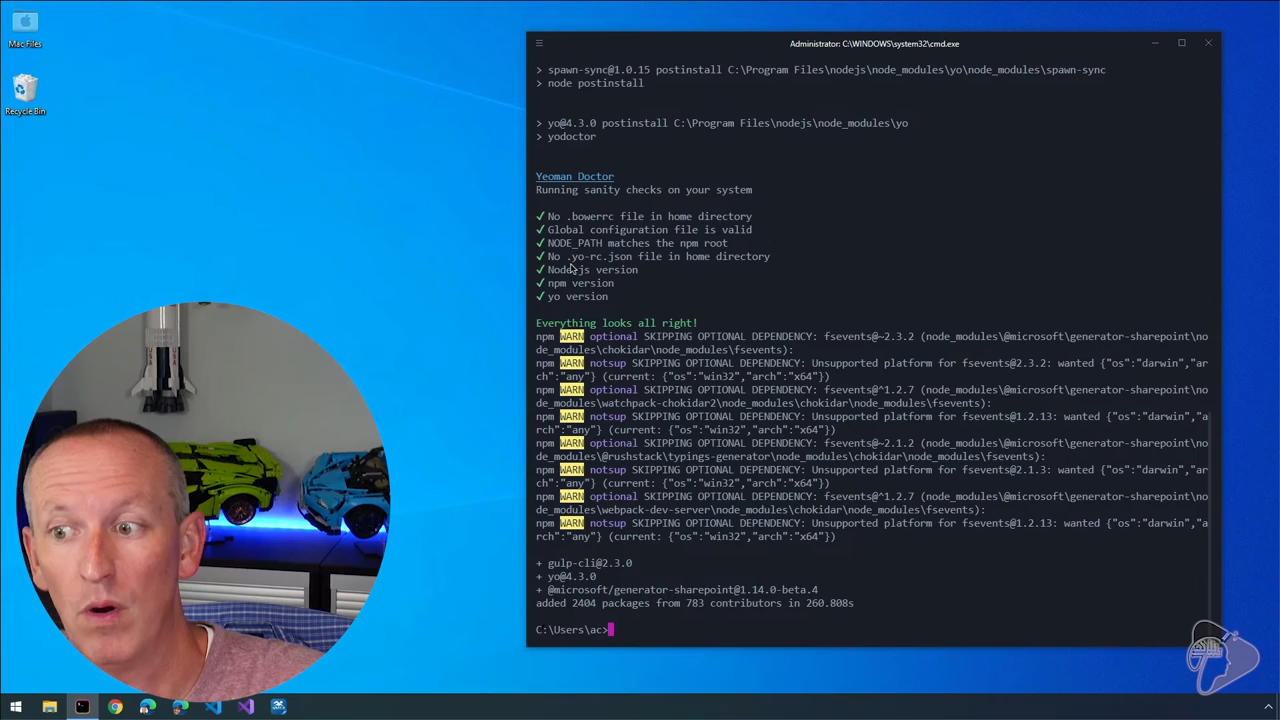 Mac Files
Recycle Bin
Administrator: C:\WINDOWS\system32\cmd.exe
> spawn-sync@1.0.15 postinstall C:\Program Files\nodejs\node_modules\yo\node_modules\spawn-sync
> node postinstall
> yo@4.3.0 postinstall C:\Program Files\nodejs\node_modules\yo
> yodoctor
Yeoman Doctor
Running sanity checks on your system
✓ No .bowerrc file in home directory
✓ Global configuration file is valid
✓ NODE_PATH matches the npm root
✓ No .yo-rc.json file in home directory
✓ Node.js version
✓ npm version
✓ yo version
Everything looks all right!
npm WARN optional SKIPPING OPTIONAL DEPENDENCY: fsevents@~2.3.2 (node_modules\@microsoft\generator-sharepoint\no
de_modules\chokidar\node_modules\fsevents):
npm WARN notsup SKIPPING OPTIONAL DEPENDENCY: Unsupported platform for fsevents@2.3.2: wanted {"os":"darwin","ar
ch":"any"} (current: {"os":"win32","arch":"x64"})
npm WARN optional SKIPPING OPTIONAL DEPENDENCY: fsevents@^1.2.7 (node_modules\@microsoft\generator-sharepoint\no
de_modules\watchpack-chokidar2\node_modules\chokidar\node_modules\fsevents):
npm WARN notsup SKIPPING OPTIONAL DEPENDENCY: Unsupported platform for fsevents@1.2.13: wanted {"os":"darwin","a
rch":"any"} (current: {"os":"win32","arch":"x64"})
npm WARN optional SKIPPING OPTIONAL DEPENDENCY: fsevents@~2.1.2 (node_modules\@microsoft\generator-sharepoint\no
de_modules\@rushstack\typings-generator\node_modules\chokidar\node_modules\fsevents):
npm WARN notsup SKIPPING OPTIONAL DEPENDENCY: Unsupported platform for fsevents@2.1.3: wanted {"os":"darwin","ar
ch":"any"} (current: {"os":"win32","arch":"x64"})
npm WARN optional SKIPPING OPTIONAL DEPENDENCY: fsevents@^1.2.7 (node_modules\@microsoft\generator-sharepoint\no
de_modules\webpack-dev-server\node_modules\chokidar\node_modules\fsevents):
npm WARN notsup SKIPPING OPTIONAL DEPENDENCY: Unsupported platform for fsevents@1.2.13: wanted {"os":"darwin","a
rch":"any"} (current: {"os":"win32","arch":"x64"})
+ gulp-cli@2.3.0
+ yo@4.3.0
+ @microsoft/generator-sharepoint@1.14.0-beta.4
added 2404 packages from 783 contributors in 260.808s
C:\Users\ac>